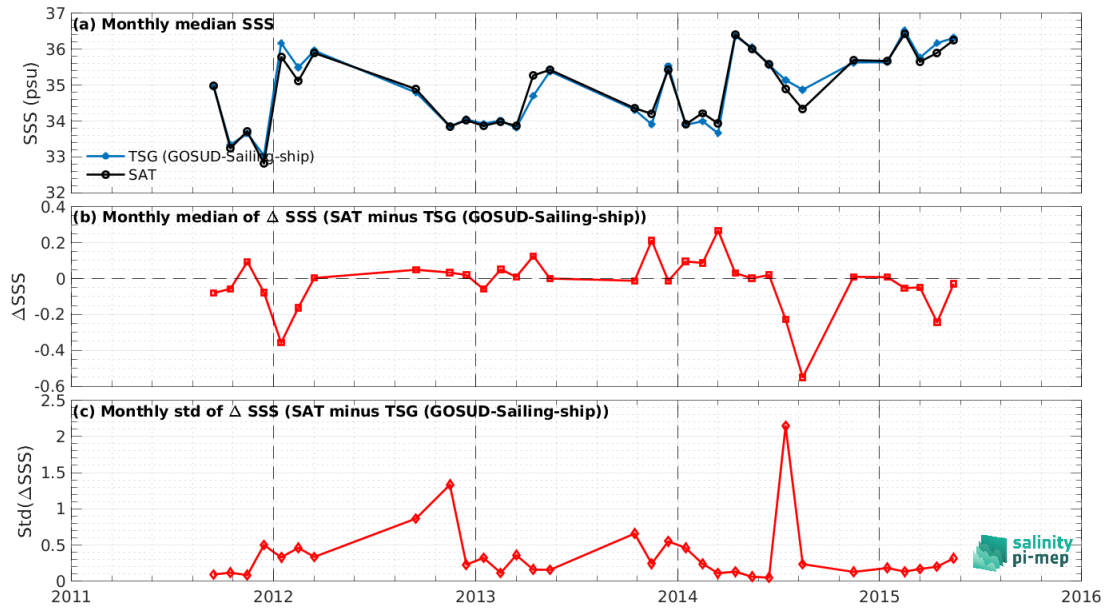 (a) Monthly median SSS
SSS (psu)
37
36
35
34
33
32
TSG (GOSUD-Sailing-ship)
SAT
(b) Monthly median of Δ SSS (SAT minus TSG (GOSUD-Sailing-ship))
ΔSSS
0.4
0.2
0
-0.2
-0.4
-0.6
(c) Monthly std of Δ SSS (SAT minus TSG (GOSUD-Sailing-ship))
Std(ΔSSS)
2.5
2
1.5
1
0.5
0
salinity
pi-mep
2011 2012 2013 2014 2015 2016